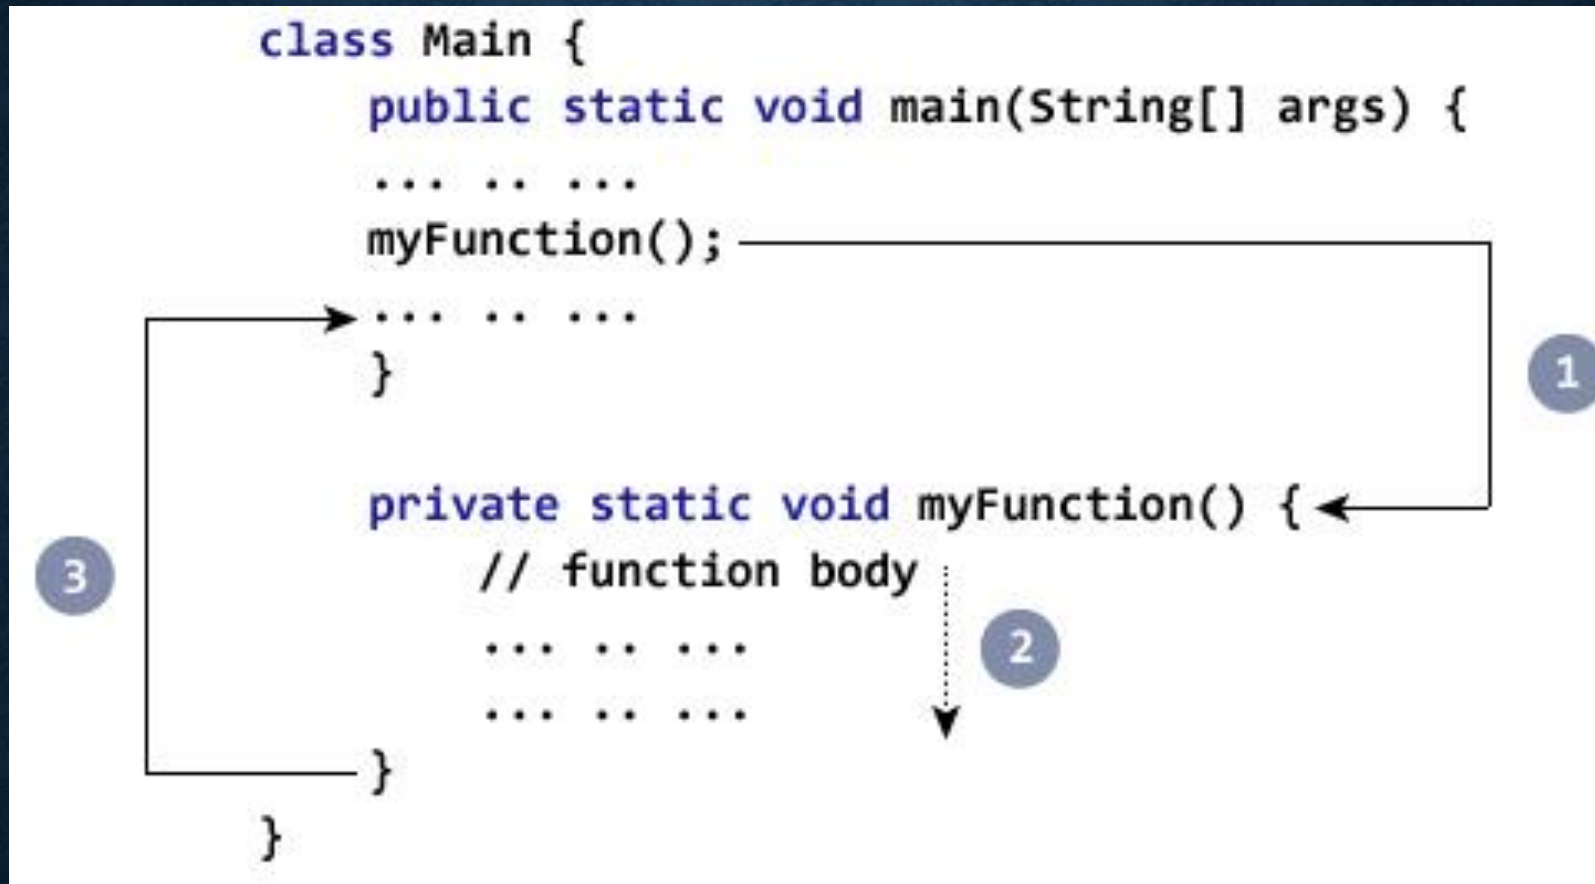 class Main {
public static void main(String[] args) {
... .. ...
myFunction();
... .. ...
}
1
private static void myFunction() {
3
// function body
2
... .. ...
... .. ...
}
}